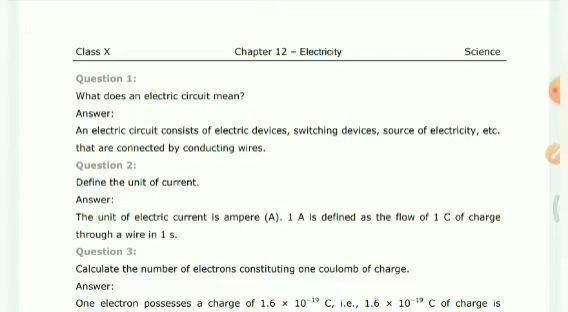 Class X Chapter 12 – Electricity Science
Question 1:
What does an electric circuit mean?
Answer:
An electric circuit consists of electric devices, switching devices, source of electricity, etc.
that are connected by conducting wires.
Question 2:
Define the unit of current.
Answer:
The unit of electric current is ampere (A). 1 A is defined as the flow of 1 C of charge
through a wire in 1 s.
Question 3:
Calculate the number of electrons constituting one coulomb of charge.
Answer:
One electron possesses a charge of 1.6 × 10⁻¹⁹ C, i.e., 1.6 × 10⁻¹⁹ C of charge is